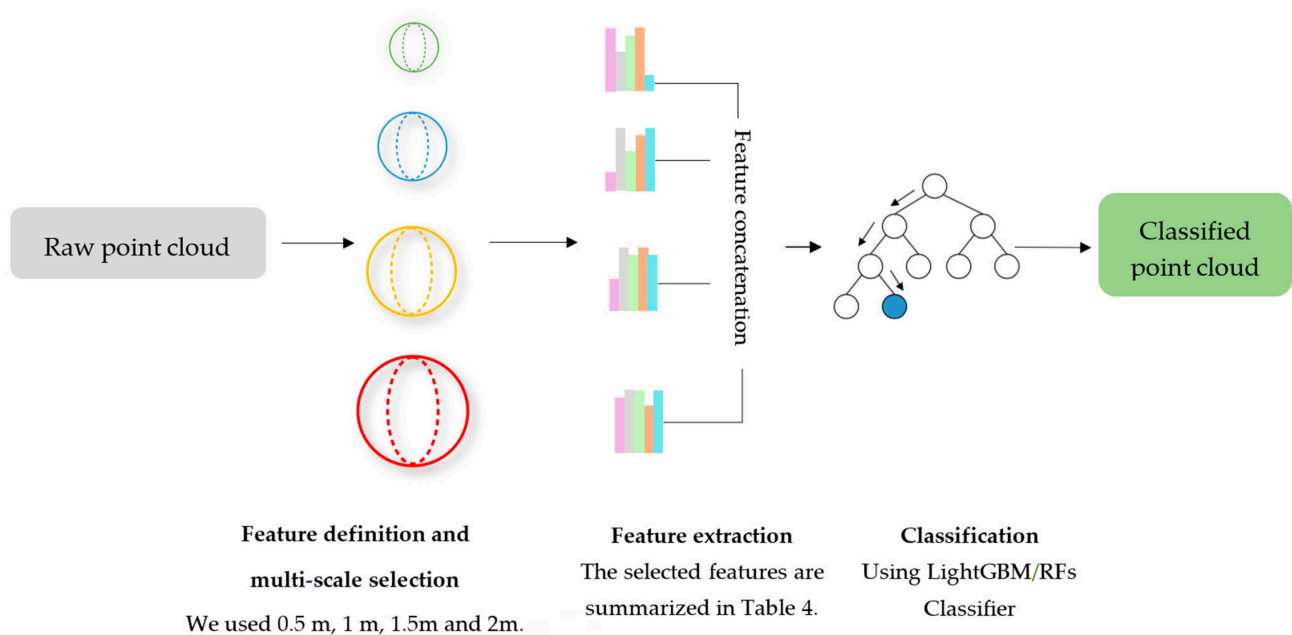 Raw point cloud
Feature concatenation
Classified
point cloud
Feature definition and
multi-scale selection
We used 0.5 m, 1 m, 1.5m and 2m.
Feature extraction
The selected features are
summarized in Table 4.
Classification
Using LightGBM/RFs
Classifier